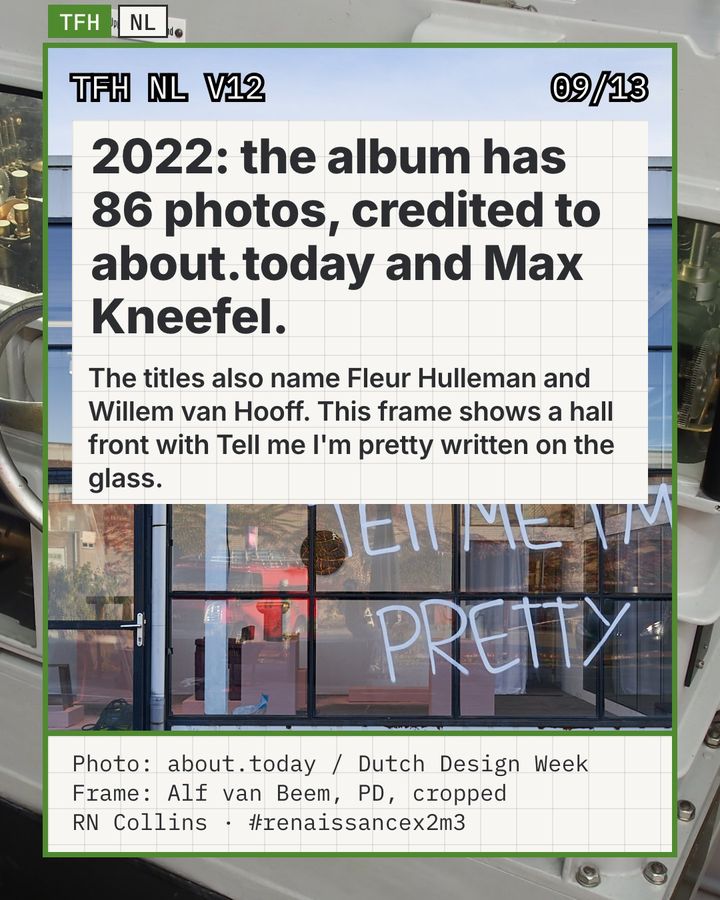 TFH NL
TFH NL V12
09/13
2022: the album has
86 photos, credited to
about.today and Max
Kneefel.
The titles also name Fleur Hulleman and
Willem van Hooff. This frame shows a hall
front with Tell me I'm pretty written on the
glass.
TELL ME I'M
PRETTY
Photo: about.today / Dutch Design Week
Frame: Alf van Beem, PD, cropped
RN Collins · #renaissancex2m3